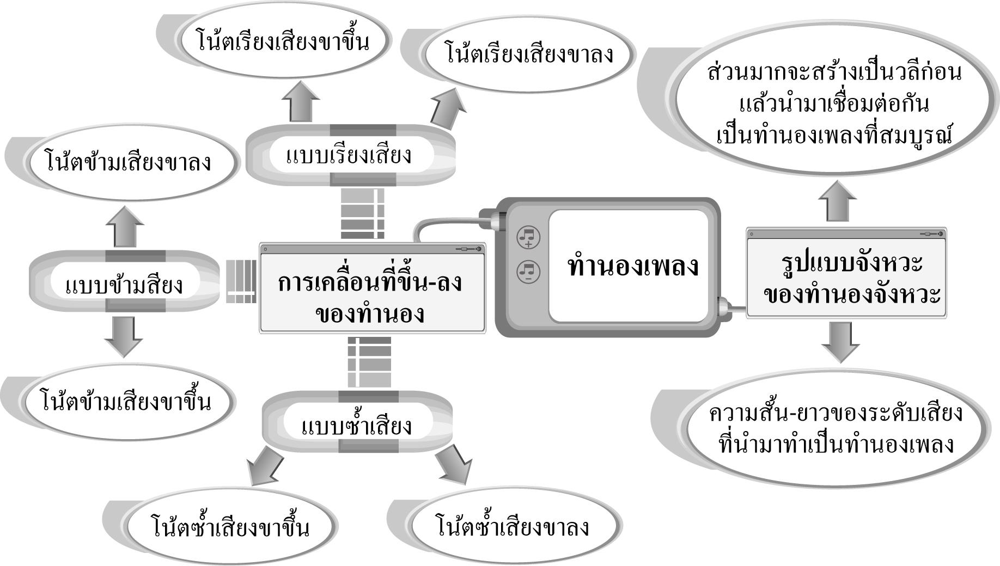 โน้ตเรียงเสียงขาขึ้น
โน้ตเรียงเสียงขาลง
ส่วนมากจะสร้างเป็นวลีก่อน
แล้วนำมาเชื่อมต่อกัน
เป็นทำนองเพลงที่สมบูรณ์
แบบเรียงเสียง
โน้ตข้ามเสียงขาลง
แบบข้ามสียง
การเคลื่อนที่ขึ้น-ลง
ของทำนอง
ทำนองเพลง
รูปแบบจังหวะ
ของทำนองจังหวะ
โน้ตข้ามเสียงขาขึ้น
แบบซ้ำเสียง
ความสั้น-ยาวของระดับเสียง
ที่นำมาทำเป็นทำนองเพลง
โน้ตซ้ำเสียงขาขึ้น
โน้ตซ้ำเสียงขาลง